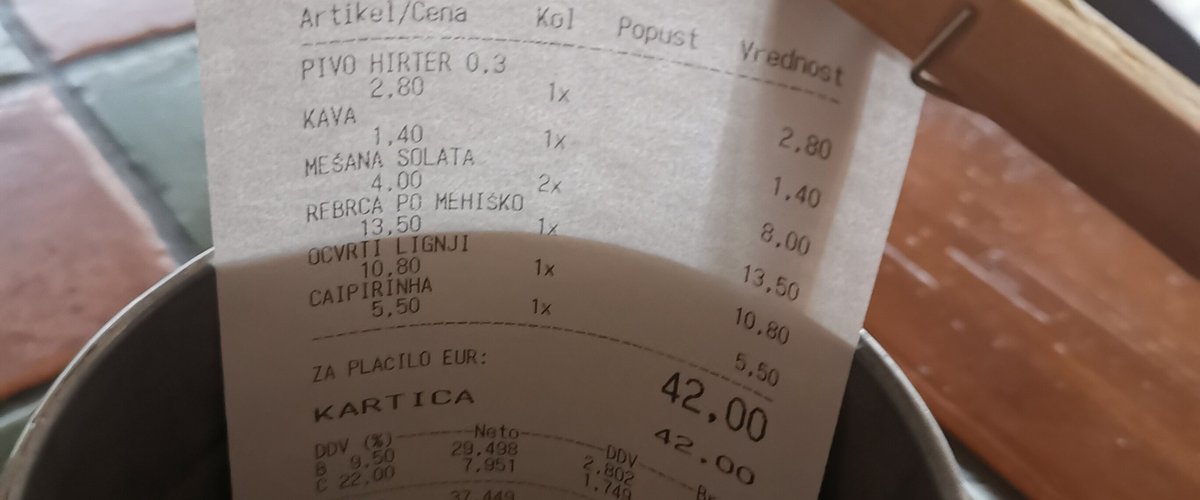 Artikel/Cena Kol Popust Vrednost
PIVO HIRTER 0,3
2,80 1x 2,80
KAVA
1,40 1x 1,40
MEŠANA SOLATA
4,00 2x 8,00
REBRCA PO MEHIŠKO
13,50 1x 13,50
OCVRTI LIGNJI
10,80 1x 10,80
CAIPIRINHA
5,50 1x 5,50
ZA PLAČILO EUR: 42,00
KARTICA 42,00
DDV (%) Neto DDV
B 9,50 29,498 2,802
C 22,00 7,951 1,749
37,449